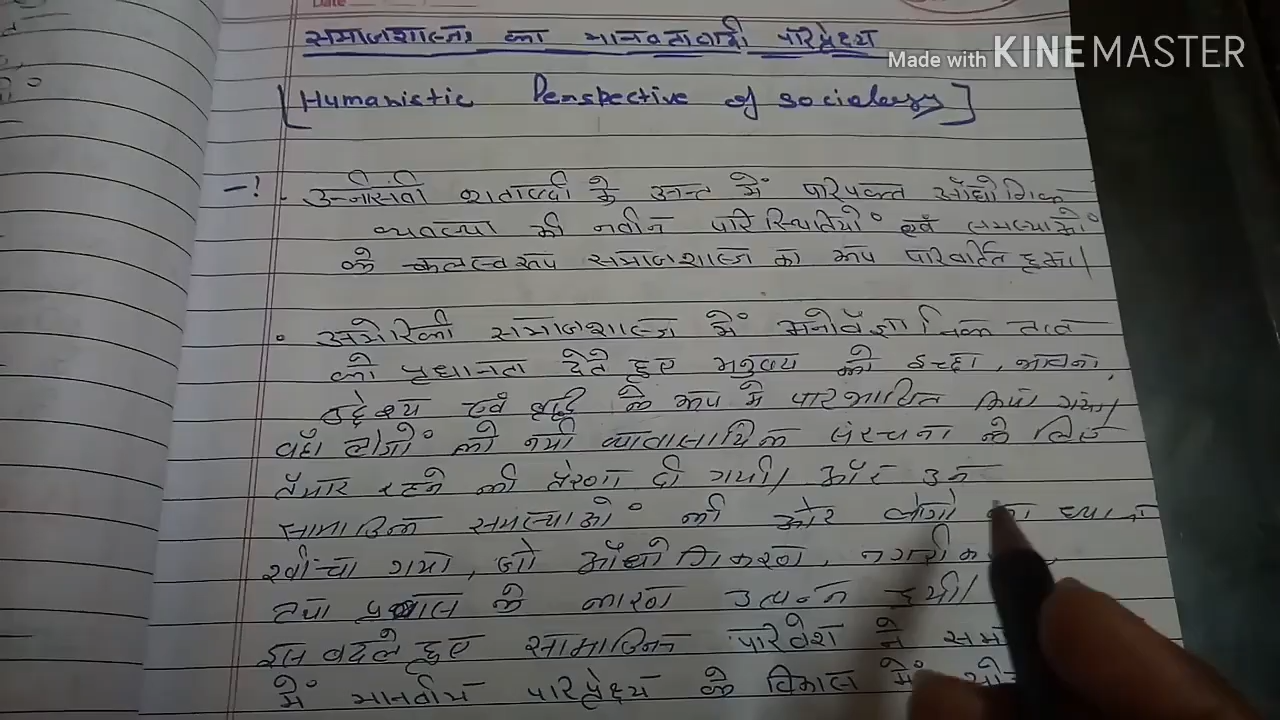 Date
समाजशास्त्र का मानवतावादी परिप्रेक्ष्य
Made with KINEMASTER
[Humanistic Perspective of sociology]
उन्नीसवी शताब्दी के अन्त में परिपक्व औद्योगिक
व्यवस्था की नवीन परिस्थितियों एवं समस्याओं
के फलस्वरूप समाजशास्त्र का रूप परिवर्तित हुआ।
अमेरिकी समाजशास्त्र में मनोवैज्ञानिक तत्व
को प्रधानता देते हुए मनुष्य की इच्छा, भावना,
उद्देश्य एवं बुद्धि के रूप में परिभाषित किया गया।
वहाँ लोगों को नयी व्यावसायिक संरचना के लिए
तैयार रहने की प्रेरणा दी गयी। और उन
सामाजिक समस्याओं की ओर लोगो का ध्यान
खींचा गया, जो औद्योगिकरण, नगरीक
तथा प्रवास के कारण उत्पन्न हुयी।
इस बदले हुए सामाजिक परिवेश ने सम
में मानवीय परिप्रेक्ष्य के विकास में